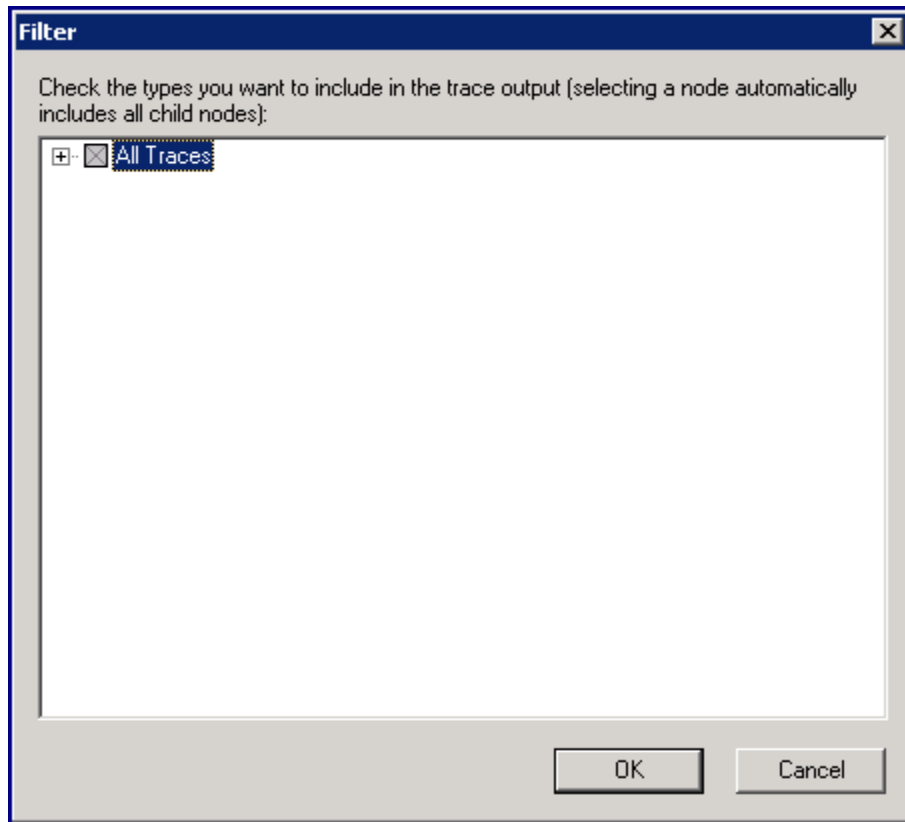 Filter
Check the types you want to include in the trace output (selecting a node automatically
includes all child nodes):
All Traces
OK Cancel